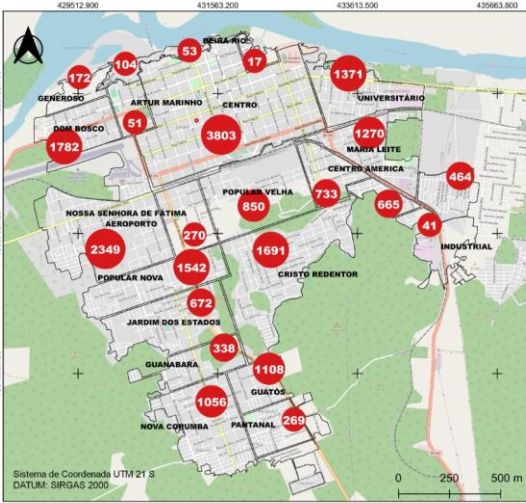 429512.900 431563.200 433613.500 435663.800
BEIRA RIO
53
17
104
172
1371
GENEROSO
ARTUR MARINHO
CENTRO
UNIVERSITÁRIO
51
DOM BOSCO
3803
1270
1782
MARIA LEITE
CENTRO AMERICA
464
POPULAR VELHA
733
850
665
NOSSA SENHORA DE FÁTIMA
AEROPORTO
270
41
2349
1691
INDUSTRIAL
1542
CRISTO REDENTOR
POPULAR NOVA
672
JARDIM DOS ESTADOS
338
GUANABARA
1108
GUATÓS
1056
269
NOVA CORUMBA
PANTANAL
Sistema de Coordenada UTM 21 S
DATUM: SIRGAS 2000
0 250 500 m